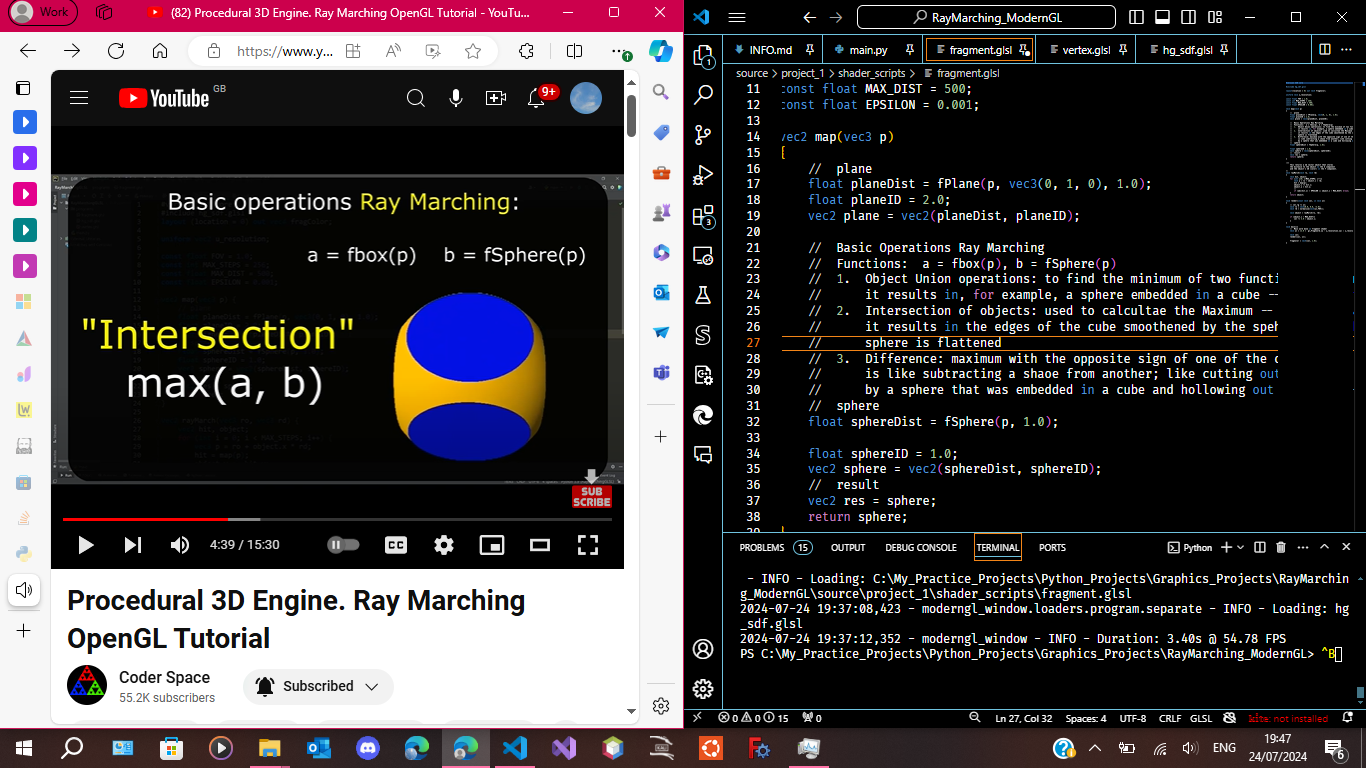 Work
(82) Procedural 3D Engine. Ray Marching OpenGL Tutorial - YouTu...
https://www.y...
YouTube GB
9+
Basic operations Ray Marching:
a = fbox(p) b = fSphere(p)
"Intersection"
max(a, b)
SUB
SCRIBE
4:39 / 15:30
CC
Procedural 3D Engine. Ray Marching
OpenGL Tutorial
Coder Space
55.2K subscribers
Subscribed
RayMarching_ModernGL
INFO.md main.py fragment.glsl vertex.glsl hg_sdf.glsl
source > project_1 > shader_scripts > fragment.glsl
11 :onst float MAX_DIST = 500;
12 :onst float EPSILON = 0.001;
13
14 vec2 map(vec3 p)
15 {
16 // plane
17 float planeDist = fPlane(p, vec3(0, 1, 0), 1.0);
18 float planeID = 2.0;
19 vec2 plane = vec2(planeDist, planeID);
20
21 // Basic Operations Ray Marching
22 // Functions: a = fbox(p), b = fSphere(p)
23 // 1. Object Union operations: to find the minimum of two functi
24 // it results in, for example, a sphere embedded in a cube --
25 // 2. Intersection of objects: used to calcultae the Maximum --
26 // it results in the edges of the cube smoothened by the speh
27 // sphere is flattened
28 // 3. Difference: maximum with the opposite sign of one of the
29 // is like subtracting a shaoe from another; like cutting out
30 // by a sphere that was embedded in a cube and hollowing out
31 // sphere
32 float sphereDist = fSphere(p, 1.0);
33
34 float sphereID = 1.0;
35 vec2 sphere = vec2(sphereDist, sphereID);
36 // result
37 vec2 res = sphere;
38 return sphere;
PROBLEMS 15 OUTPUT DEBUG CONSOLE TERMINAL PORTS
Python
- INFO - Loading: C:\My_Practice_Projects\Python_Projects\Graphics_Projects\RayMarchin
g_ModernGL\source\project_1\shader_scripts\fragment.glsl
2024-07-24 19:37:08,423 - moderngl_window.loaders.program.separate - INFO - Loading: hg
_sdf.glsl
2024-07-24 19:37:12,352 - moderngl_window - INFO - Duration: 3.40s @ 54.78 FPS
PS C:\My_Practice_Projects\Python_Projects\Graphics_Projects\RayMarching_ModernGL> ^B
0 0 15 0 Ln 27, Col 32 Spaces: 4 UTF-8 CRLF GLSL kite: not installed
ENG
19:47
24/07/2024
6